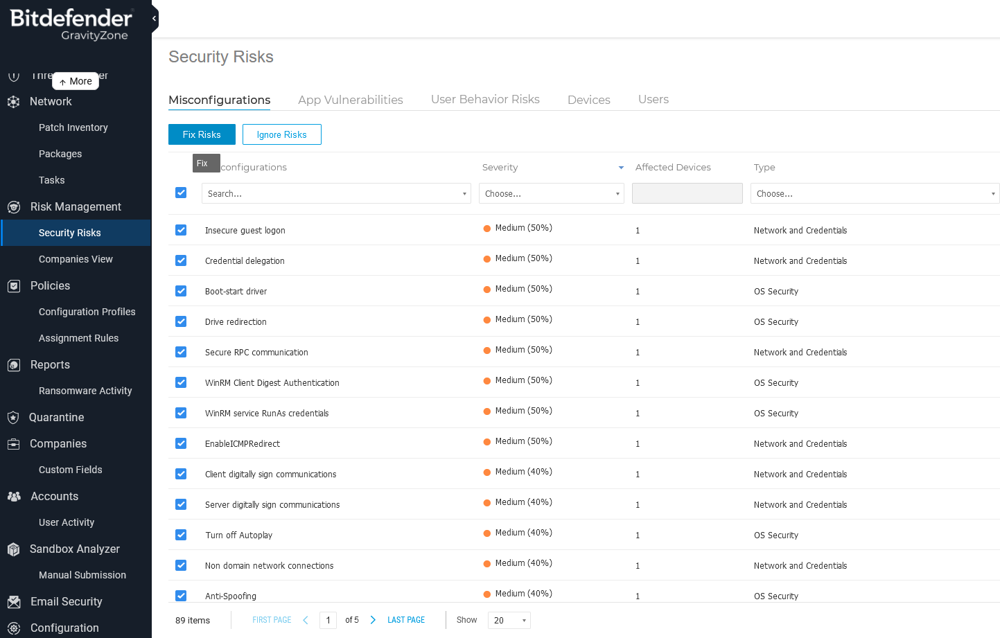 Bitdefender
GravityZone
More
Network
Patch Inventory
Packages
Tasks
Risk Management
Security Risks
Companies View
Policies
Configuration Profiles
Assignment Rules
Reports
Ransomware Activity
Quarantine
Companies
Custom Fields
Accounts
User Activity
Sandbox Analyzer
Manual Submission
Email Security
Configuration
Security Risks
Misconfigurations App Vulnerabilities User Behavior Risks Devices Users
Fix Risks Ignore Risks
Fix
configurations Severity Affected Devices Type
Search... Choose... Choose...
Insecure guest logon Medium (50%) 1 Network and Credentials
Credential delegation Medium (50%) 1 Network and Credentials
Boot-start driver Medium (50%) 1 OS Security
Drive redirection Medium (50%) 1 OS Security
Secure RPC communication Medium (50%) 1 Network and Credentials
WinRM Client Digest Authentication Medium (50%) 1 OS Security
WinRM service RunAs credentials Medium (50%) 1 OS Security
EnableICMPRedirect Medium (50%) 1 Network and Credentials
Client digitally sign communications Medium (40%) 1 Network and Credentials
Server digitally sign communications Medium (40%) 1 Network and Credentials
Turn off Autoplay Medium (40%) 1 OS Security
Non domain network connections Medium (40%) 1 Network and Credentials
Anti-Spoofing Medium (40%) 1 OS Security
89 items FIRST PAGE 1 of 5 LAST PAGE Show 20